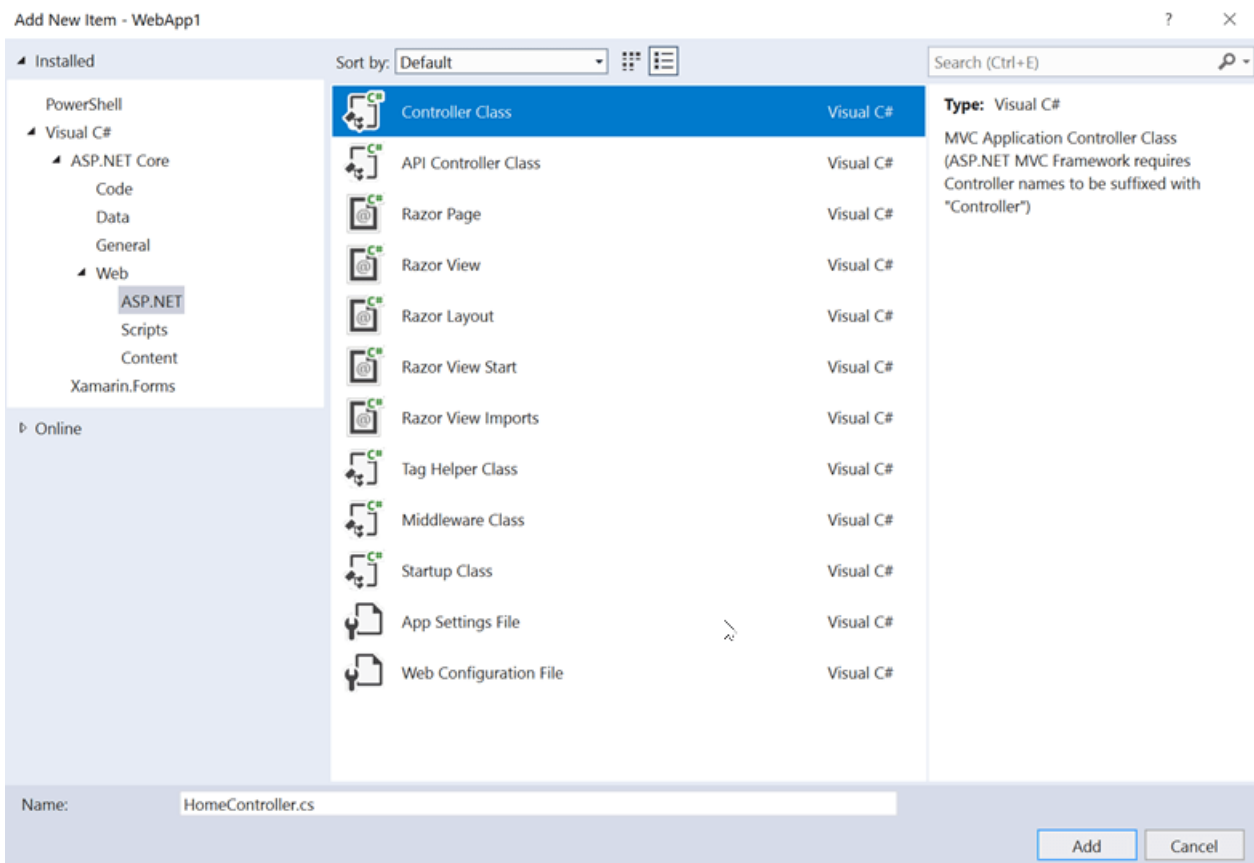 Add New Item - WebApp1
?
Installed
Sort by: Default
Search (Ctrl+E)
PowerShell
Visual C#
ASP.NET Core
Code
Data
General
Web
ASP.NET
Scripts
Content
Xamarin.Forms
Online
C# Controller Class Visual C#
C# API Controller Class Visual C#
C# @ Razor Page Visual C#
C# @ Razor View Visual C#
C# @ Razor Layout Visual C#
C# @ Razor View Start Visual C#
C# @ Razor View Imports Visual C#
C# Tag Helper Class Visual C#
C# Middleware Class Visual C#
C# Startup Class Visual C#
App Settings File Visual C#
Web Configuration File Visual C#
Type: Visual C#
MVC Application Controller Class
(ASP.NET MVC Framework requires
Controller names to be suffixed with
"Controller")
Name: HomeController.cs
Add Cancel